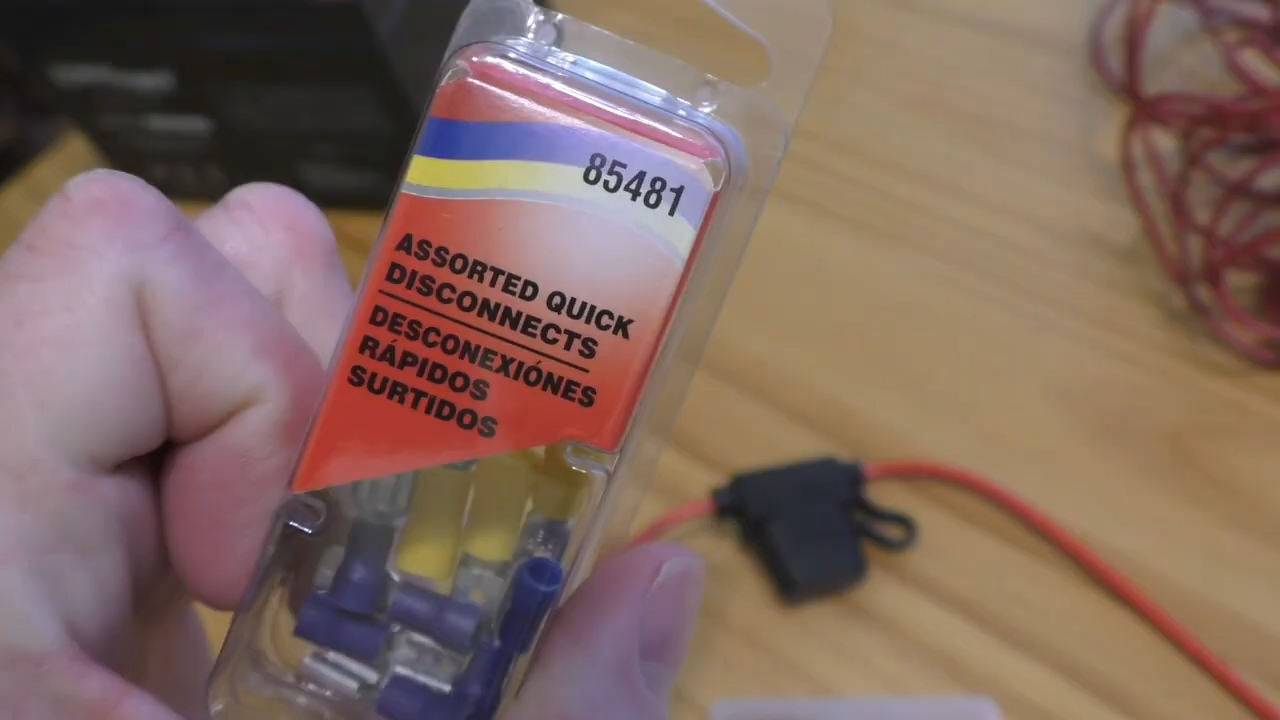 85481
ASSORTED QUICK
DISCONNECTS
DESCONEXIÓNES
RÁPIDOS
SURTIDOS